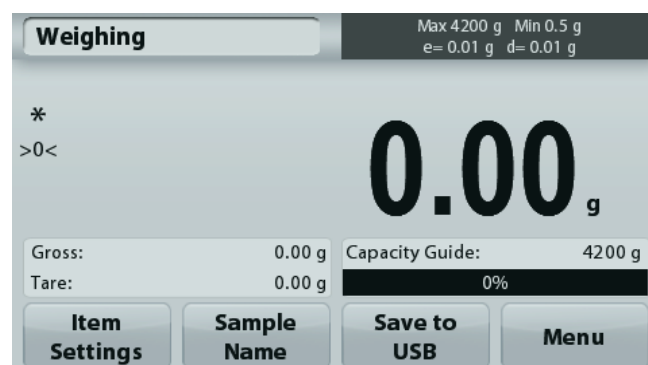 Weighing
Max 4200 g Min 0.5 g
e= 0.01 g d= 0.01 g
*
>0<
0.00 g
Gross: 0.00 g
Tare: 0.00 g
Capacity Guide: 4200 g
0%
Item
Settings
Sample
Name
Save to
USB
Menu